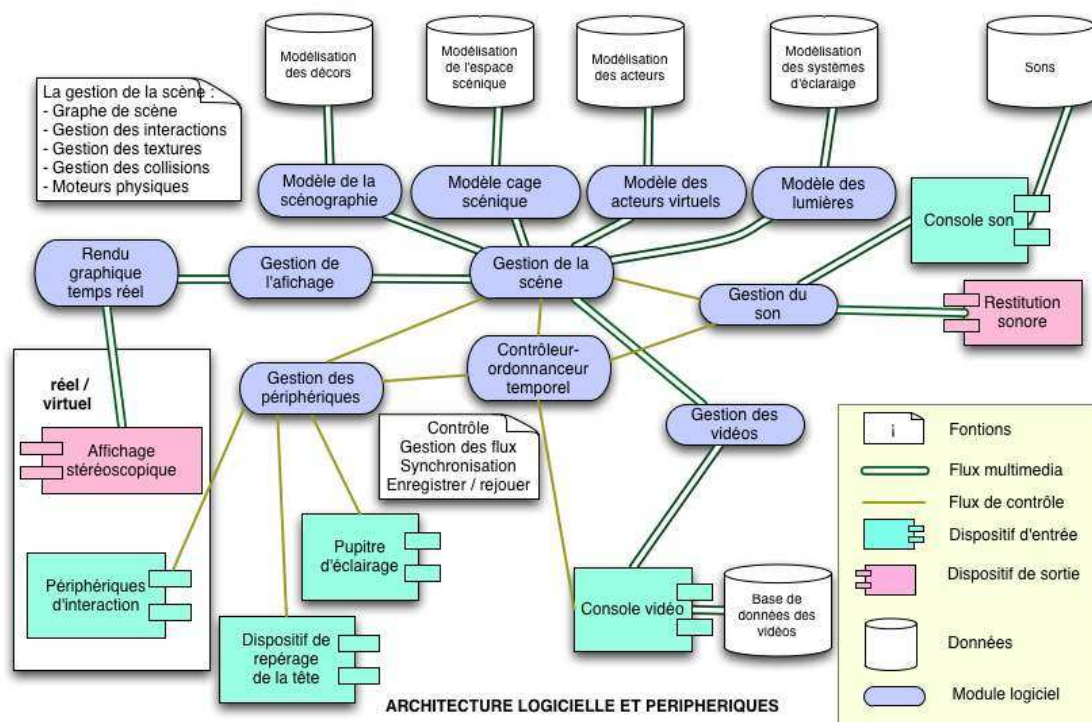 Modélisation
des décors
Modélisation
de l'espace
scénique
Modélisation
des acteurs
Modélisation
des systèmes
d'éclaraige
Sons
La gestion de la scène :
- Graphe de scène
- Gestion des interactions
- Gestion des textures
- Gestion des collisions
- Moteurs physiques
Modèle de la
scénographie
Modèle cage
scénique
Modèle des
acteurs virtuels
Modèle des
lumières
Console son
Rendu
graphique
temps réel
Gestion de
l'afichage
Gestion de la
scène
Gestion du
son
Restitution
sonore
réel /
virtuel
Gestion des
périphériques
Contrôleur-
ordonnanceur
temporel
Gestion des
vidéos
Affichage
stéréoscopique
Contrôle
Gestion des flux
Synchronisation
Enregistrer / rejouer
Périphériques
d'interaction
Pupitre
d'éclairage
Dispositif de
repérage
de la tête
Console vidéo
Base de
données des
vidéos
i
Fontions
Flux multimedia
Flux de contrôle
Dispositif d'entrée
Dispositif de sortie
Données
Module logiciel
ARCHITECTURE LOGICIELLE ET PERIPHERIQUES